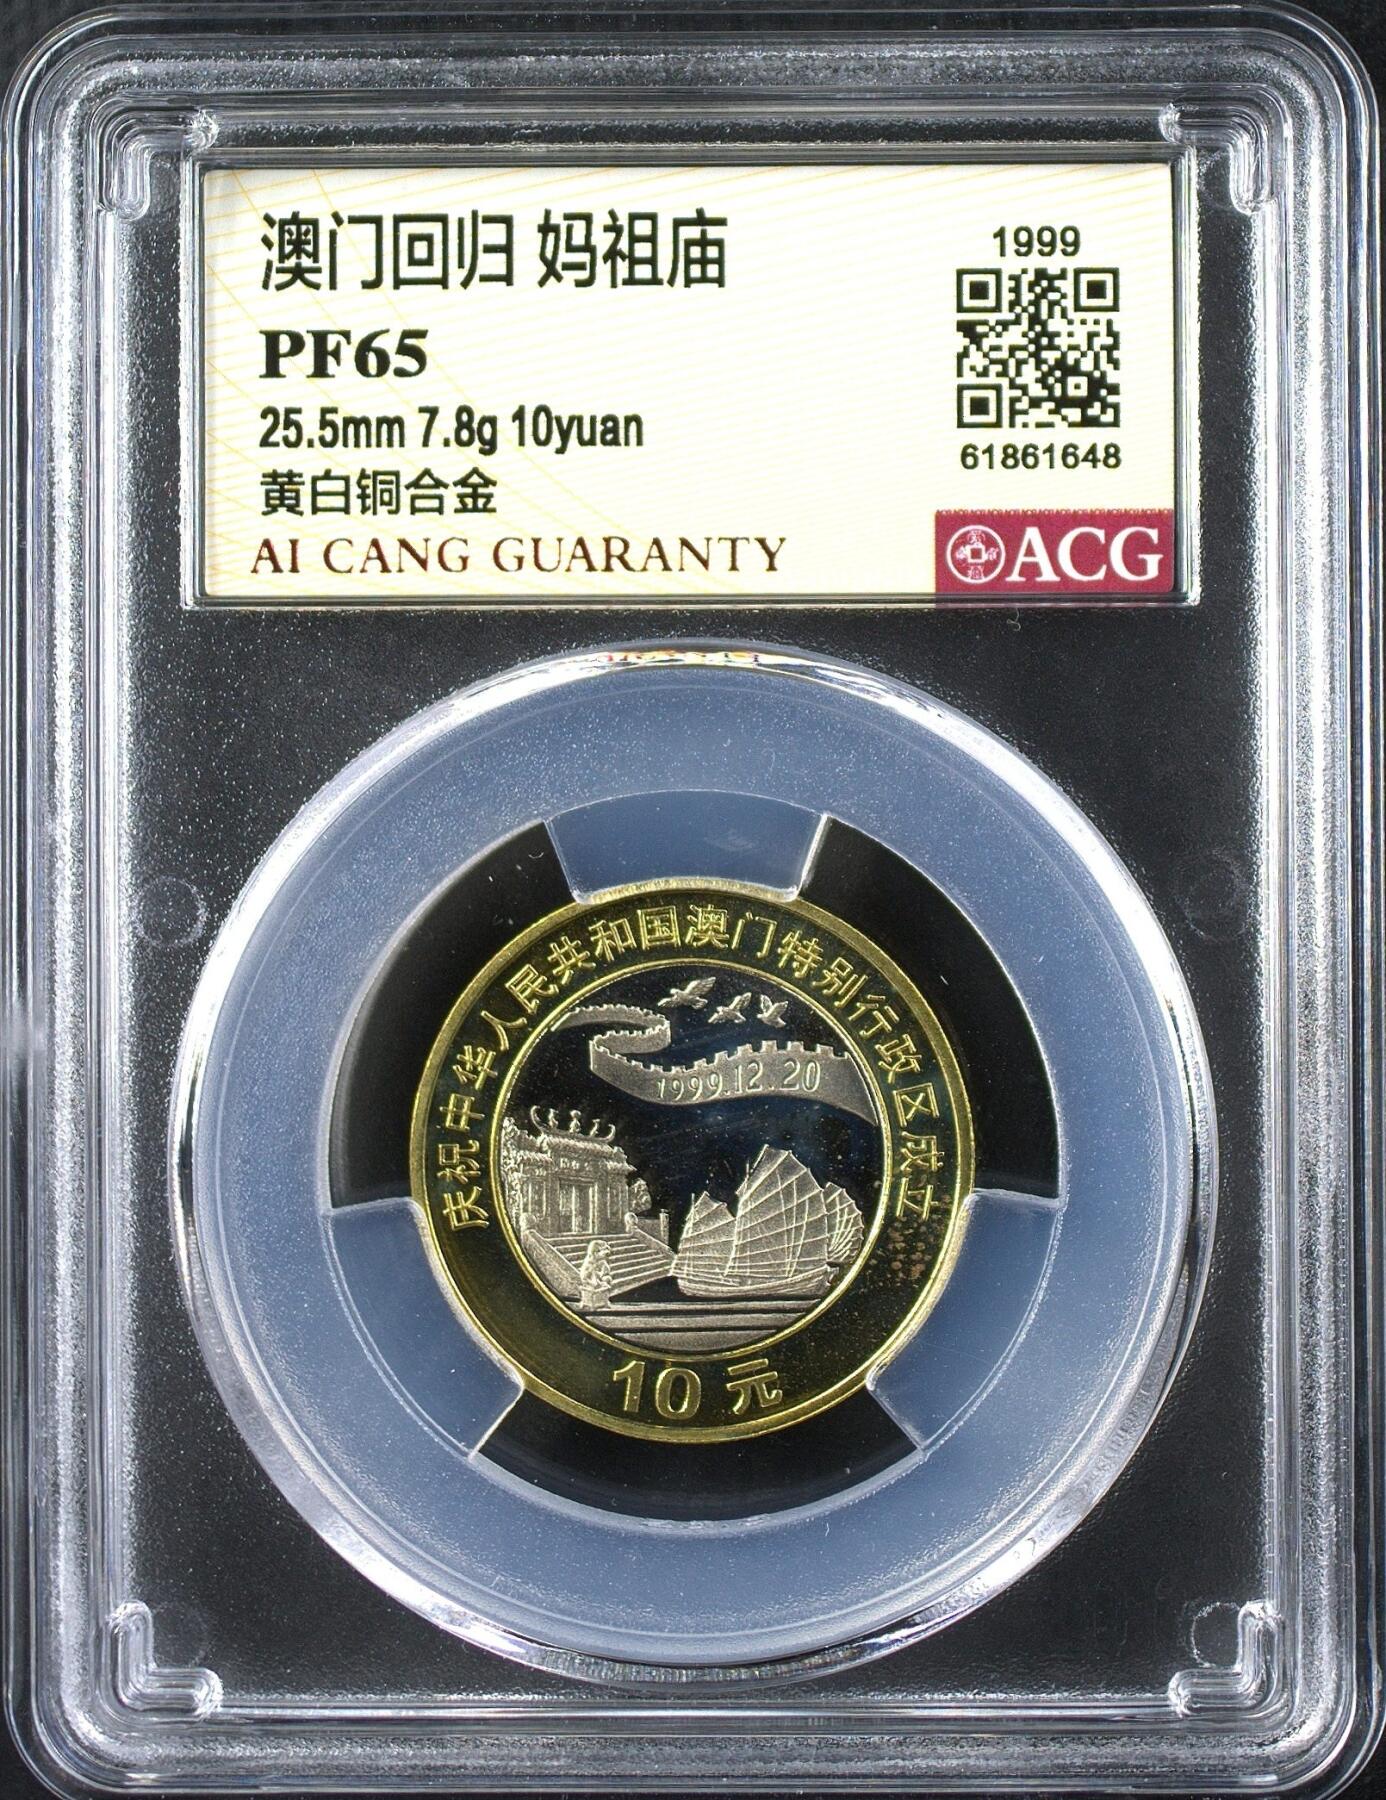 澳门回归 妈祖庙
1999
PF65
25.5mm 7.8g 10yuan
61861648
黄白铜合金
AI CANG GUARANTY
ACG
庆祝中华人民共和国澳门特别行政区成立
1999.12.20
10元